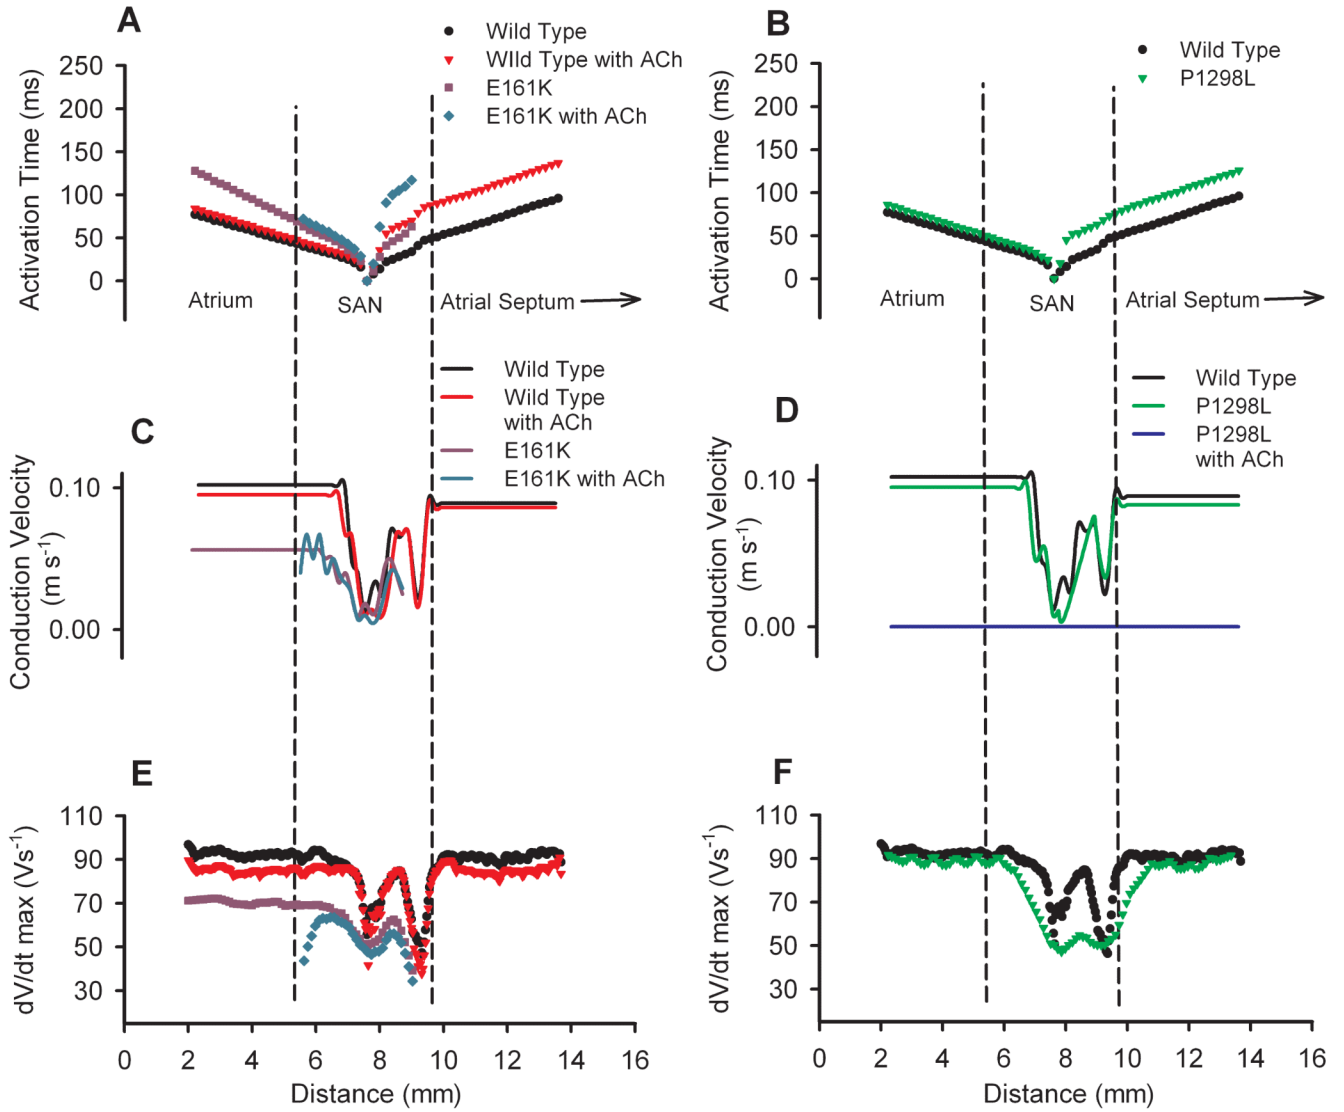 A
Wild Type
WIld Type with ACh
E161K
E161K with ACh
Activation Time (ms)
250
200
150
100
50
0
Atrium
SAN
Atrial Septum
B
Wild Type
P1298L
Activation Time (ms)
250
200
150
100
50
0
Atrium
SAN
Atrial Septum
C
Wild Type
Wild Type
with ACh
E161K
E161K with ACh
Conduction Velocity
(m s-1)
0.10
0.00
D
Wild Type
P1298L
P1298L
with ACh
Conduction Velocity
(m s-1)
0.10
0.00
E
dV/dt max (Vs-1)
110
90
70
50
30
0 2 4 6 8 10 12 14 16
Distance (mm)
F
dV/dt max (Vs-1)
110
90
70
50
30
0 2 4 6 8 10 12 14 16
Distance (mm)